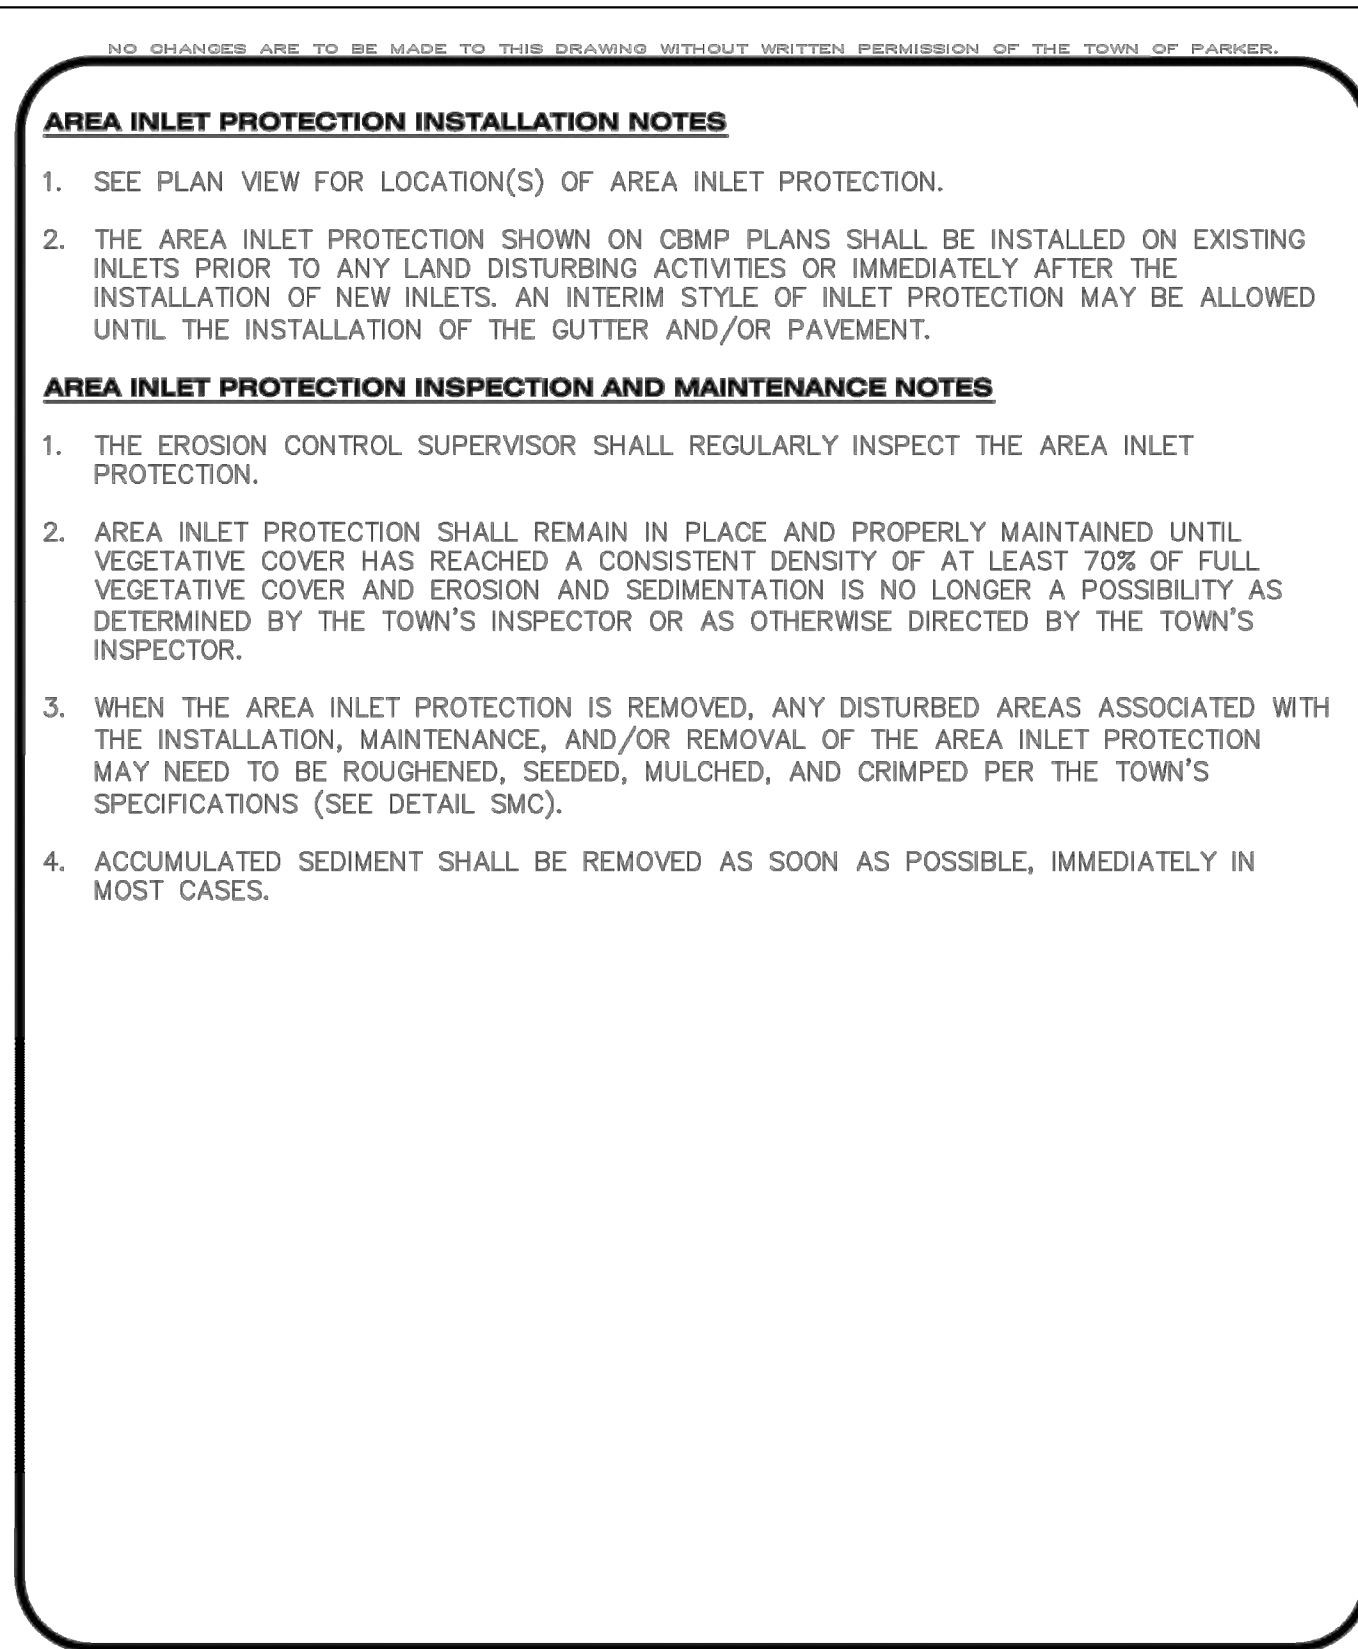 NO CHANGES ARE TO BE MADE TO THIS DRAWING WITHOUT WRITTEN PERMISSION OF THE TOWN OF PARKER.
AREA INLET PROTECTION INSTALLATION NOTES
1. SEE PLAN VIEW FOR LOCATION(S) OF AREA INLET PROTECTION.
2. THE AREA INLET PROTECTION SHOWN ON CBMP PLANS SHALL BE INSTALLED ON EXISTING
INLETS PRIOR TO ANY LAND DISTURBING ACTIVITIES OR IMMEDIATELY AFTER THE
INSTALLATION OF NEW INLETS. AN INTERIM STYLE OF INLET PROTECTION MAY BE ALLOWED
UNTIL THE INSTALLATION OF THE GUTTER AND/OR PAVEMENT.
AREA INLET PROTECTION INSPECTION AND MAINTENANCE NOTES
1. THE EROSION CONTROL SUPERVISOR SHALL REGULARLY INSPECT THE AREA INLET
PROTECTION.
2. AREA INLET PROTECTION SHALL REMAIN IN PLACE AND PROPERLY MAINTAINED UNTIL
VEGETATIVE COVER HAS REACHED A CONSISTENT DENSITY OF AT LEAST 70% OF FULL
VEGETATIVE COVER AND EROSION AND SEDIMENTATION IS NO LONGER A POSSIBILITY AS
DETERMINED BY THE TOWN'S INSPECTOR OR AS OTHERWISE DIRECTED BY THE TOWN'S
INSPECTOR.
3. WHEN THE AREA INLET PROTECTION IS REMOVED, ANY DISTURBED AREAS ASSOCIATED WITH
THE INSTALLATION, MAINTENANCE, AND/OR REMOVAL OF THE AREA INLET PROTECTION
MAY NEED TO BE ROUGHENED, SEEDED, MULCHED, AND CRIMPED PER THE TOWN'S
SPECIFICATIONS (SEE DETAIL SMC).
4. ACCUMULATED SEDIMENT SHALL BE REMOVED AS SOON AS POSSIBLE, IMMEDIATELY IN
MOST CASES.